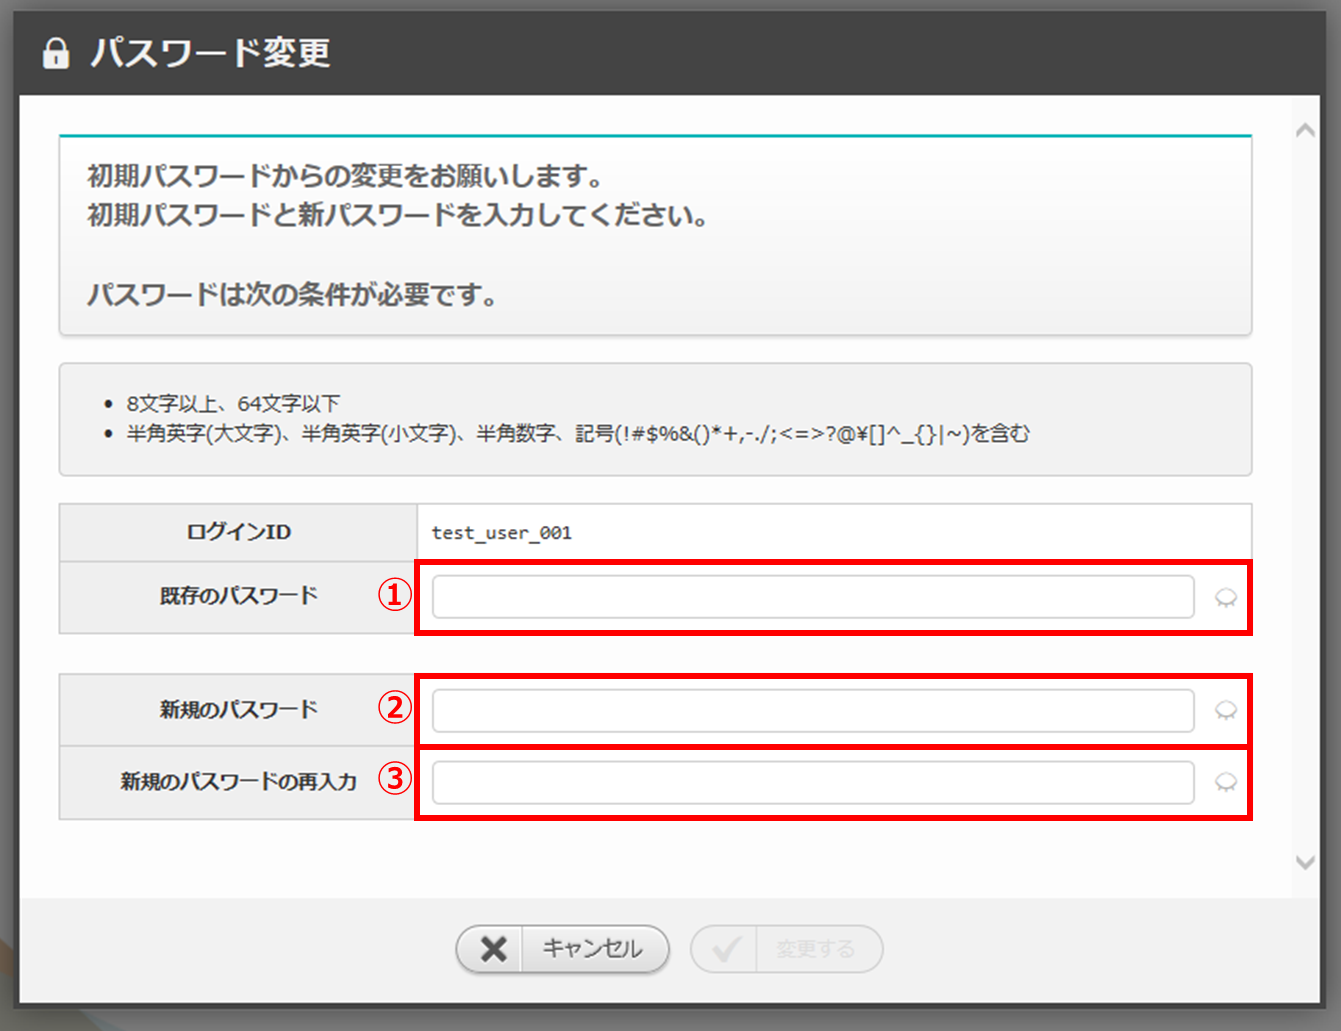 パスワード変更
初期パスワードからの変更をお願いします。
初期パスワードと新パスワードを入力してください。
パスワードは次の条件が必要です。
• 8文字以上、64文字以下
• 半角英字(大文字)、半角英字(小文字)、半角数字、記号(!#$%&()*+,-./;<=>?@¥[]^_{}|~)を含む
ログインID test_user_001
既存のパスワード ①
新規のパスワード ②
新規のパスワードの再入力 ③
キャンセル 変更する